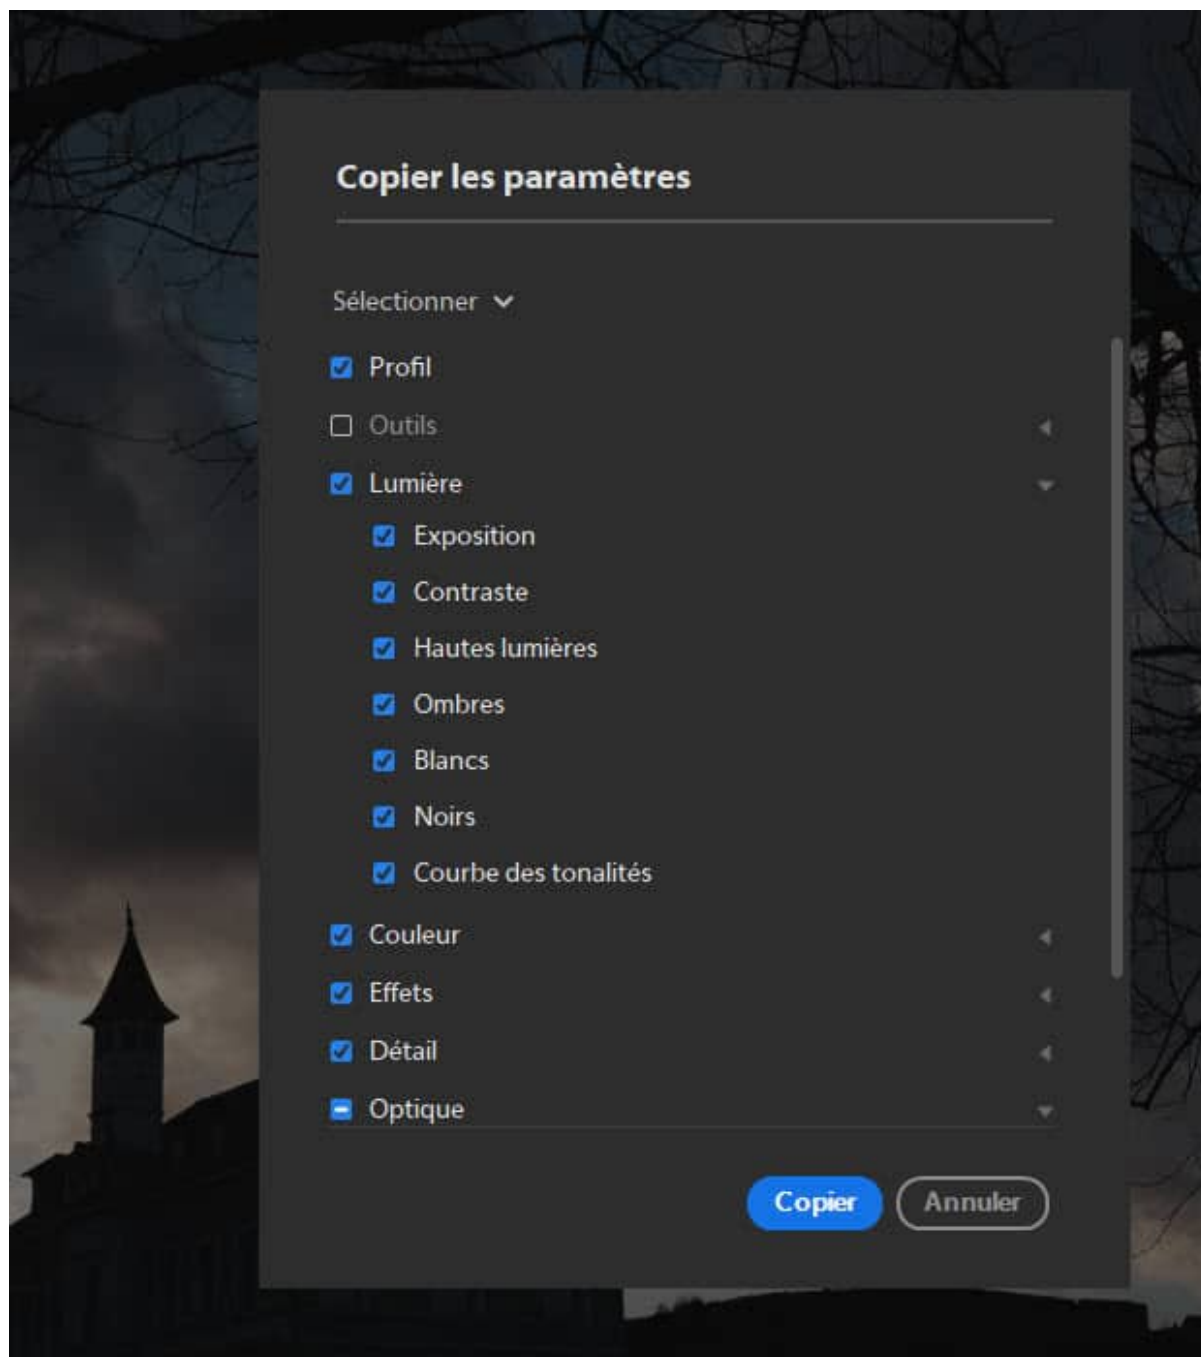 Copier les paramètres
Sélectionner
Profil
Outils
Lumière
Exposition
Contraste
Hautes lumières
Ombres
Blancs
Noirs
Courbe des tonalités
Couleur
Effets
Détail
Optique
Copier Annuler